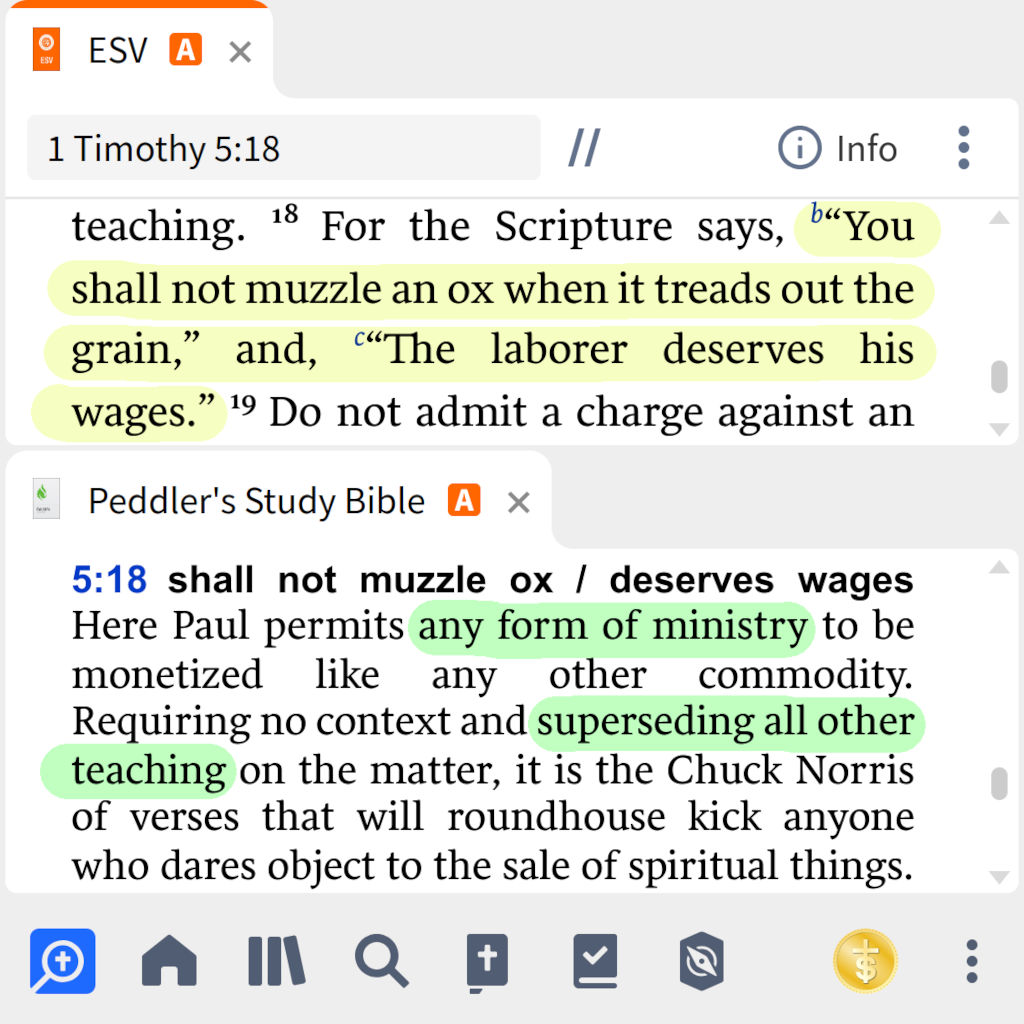 ESV A
1 Timothy 5:18 // Info
teaching. 18 For the Scripture says, b“You
shall not muzzle an ox when it treads out the
grain,” and, c“The laborer deserves his
wages.” 19 Do not admit a charge against an
Peddler's Study Bible A
5:18 shall not muzzle ox / deserves wages
Here Paul permits any form of ministry to be
monetized like any other commodity.
Requiring no context and superseding all other
teaching on the matter, it is the Chuck Norris
of verses that will roundhouse kick anyone
who dares object to the sale of spiritual things.